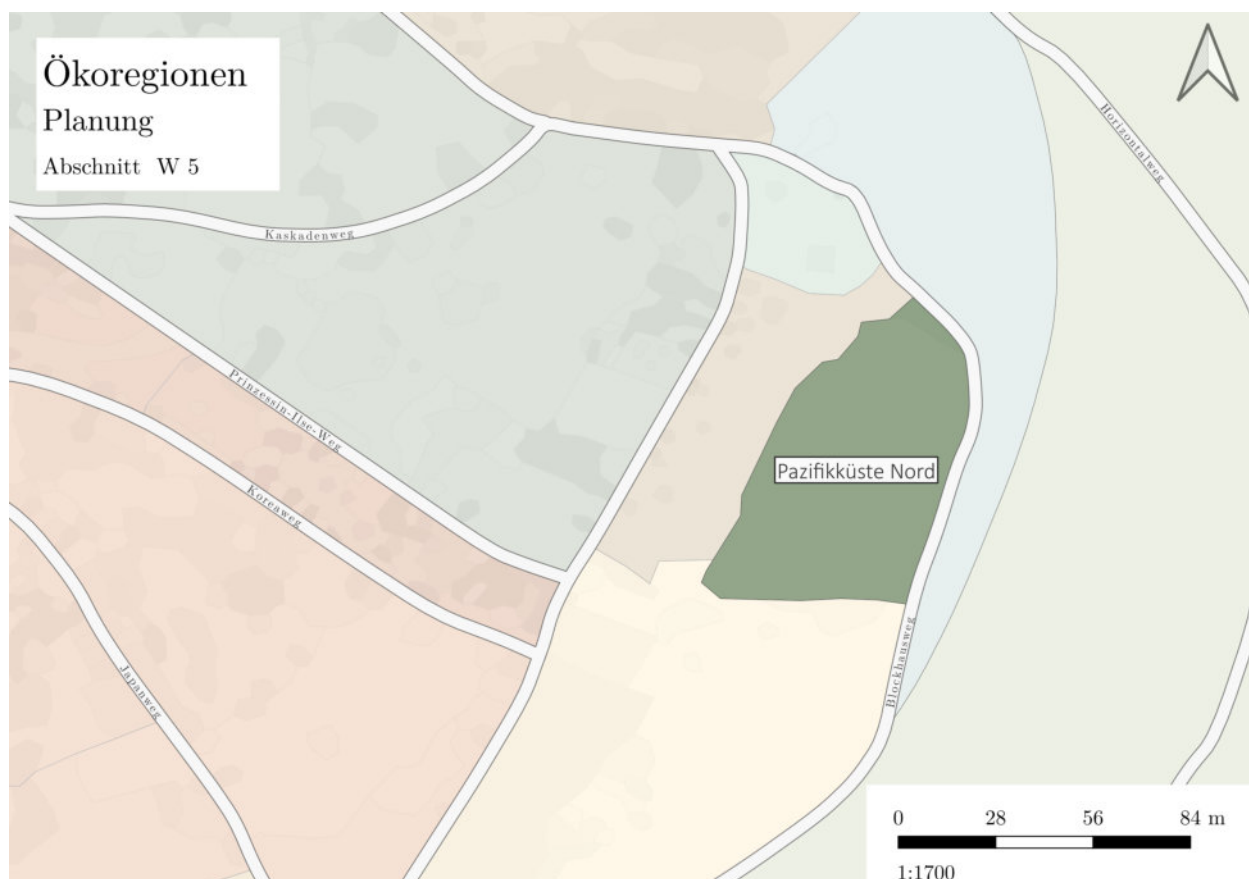 Ökoregionen
Planung
Abschnitt W 5
Horizontalweg
Kaskadenweg
Prinzessin-Ilse-Weg
Pazifikküste Nord
Koreaweg
Blockhausweg
Japanweg
0 28 56 84 m
1:1700